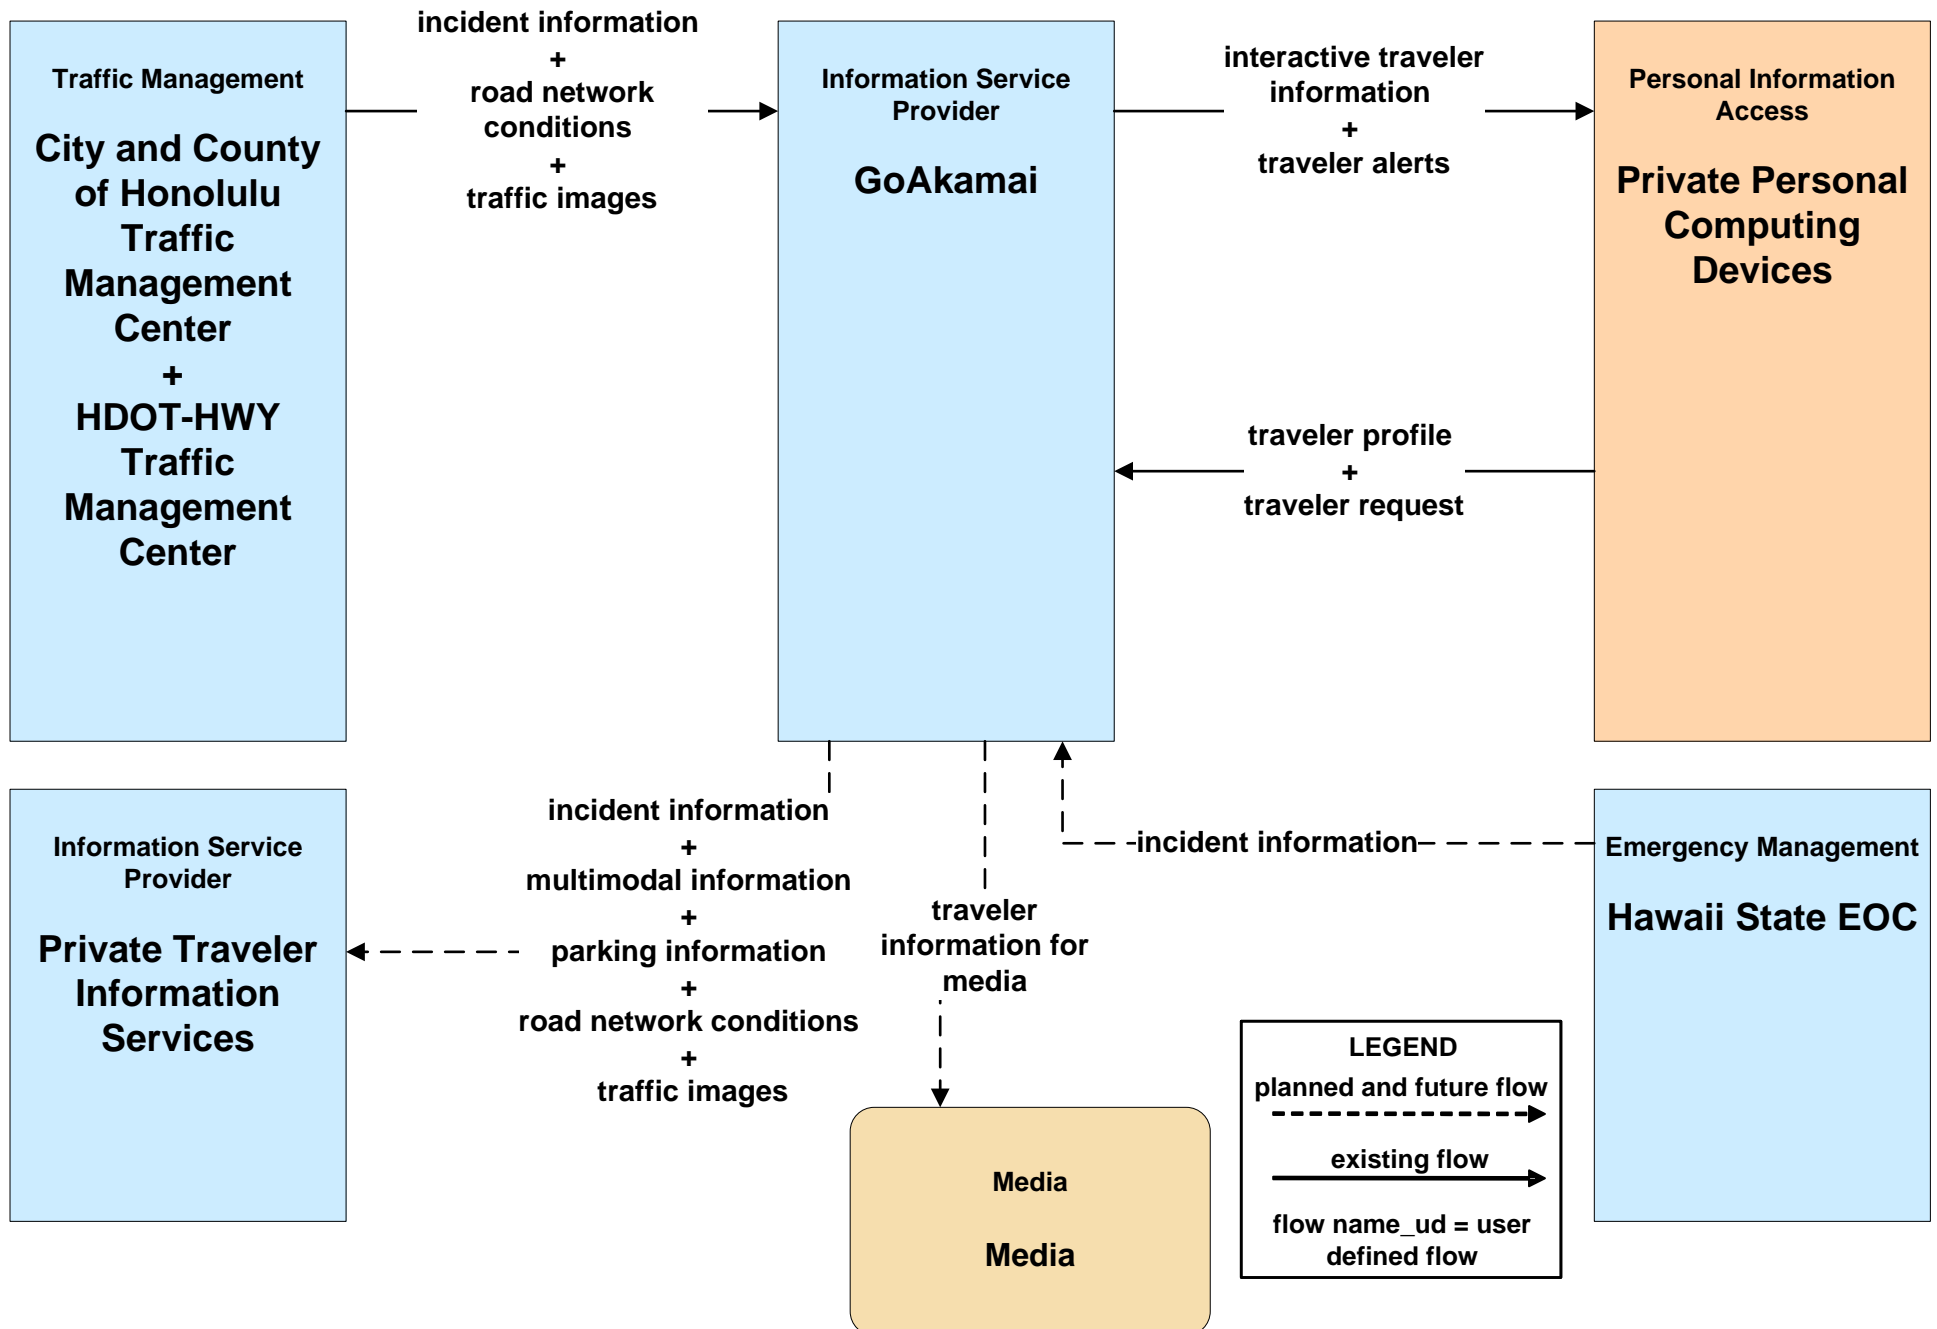 Traffic Management
City and County
of Honolulu
Traffic
Management
Center
+
HDOT-HWY
Traffic
Management
Center
incident information
+
road network
conditions
+
traffic images
Information Service
Provider
GoAkamai
interactive traveler
information
+
traveler alerts
Personal Information
Access
Private Personal
Computing
Devices
traveler profile
+
traveler request
Information Service
Provider
Private Traveler
Information
Services
incident information
+
multimodal information
+
parking information
+
road network conditions
+
traffic images
traveler
information for
media
incident information
Emergency Management
Hawaii State EOC
Media
Media
LEGEND
planned and future flow
existing flow
flow name_ud = user
defined flow